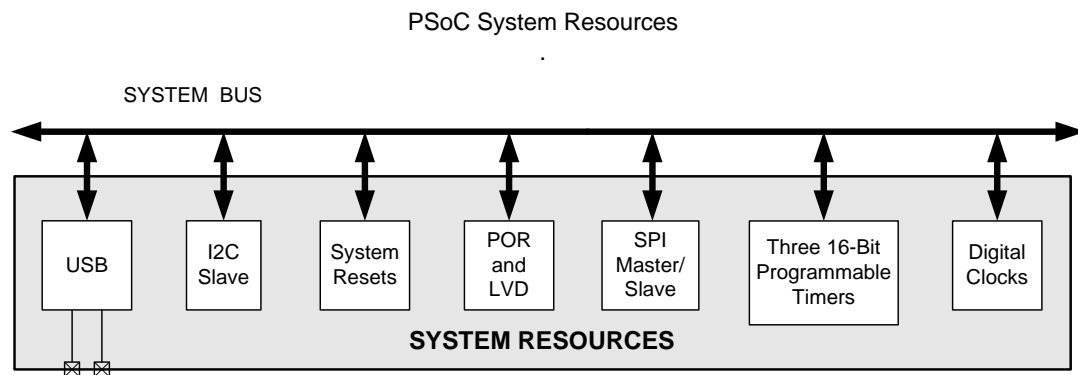 PSoC System Resources
.
SYSTEM BUS
USB
I2C
Slave
System
Resets
POR
and
LVD
SPI
Master/
Slave
Three 16-Bit
Programmable
Timers
Digital
Clocks
SYSTEM RESOURCES